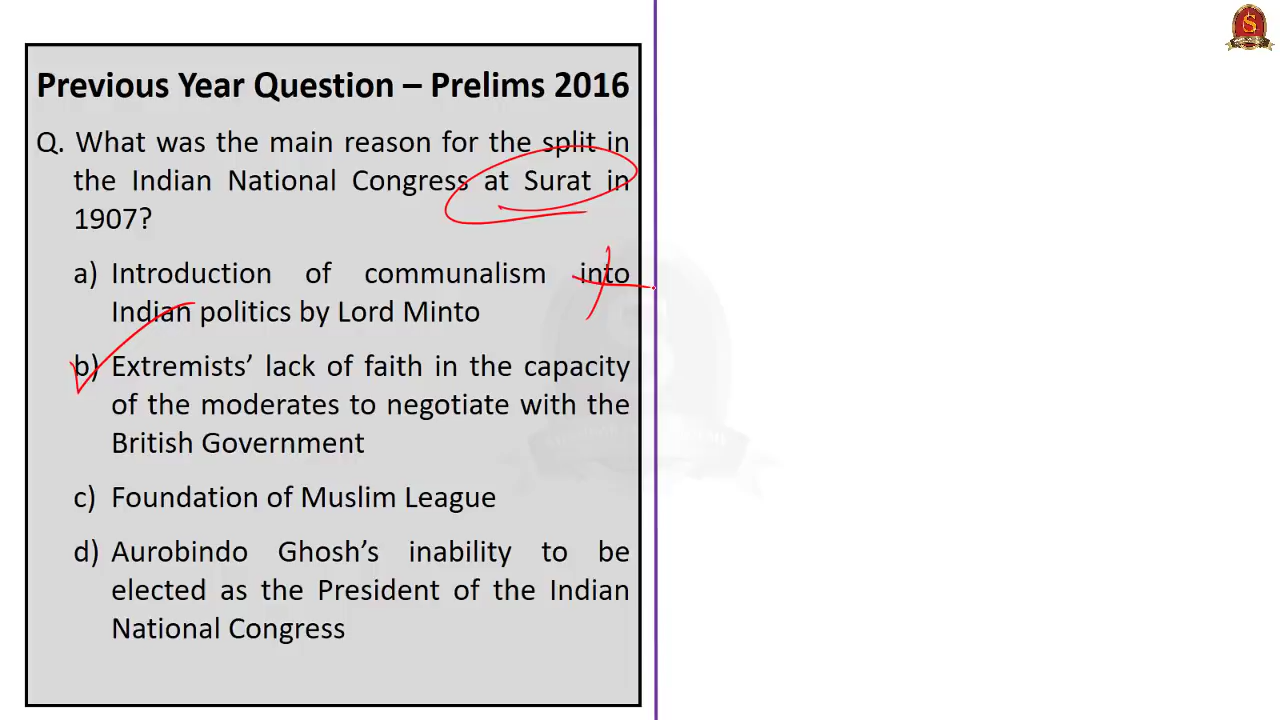 Previous Year Question – Prelims 2016
Q. What was the main reason for the split in
the Indian National Congress at Surat in
1907?
a) Introduction of communalism into
Indian politics by Lord Minto
b) Extremists’ lack of faith in the capacity
of the moderates to negotiate with the
British Government
c) Foundation of Muslim League
d) Aurobindo Ghosh’s inability to be
elected as the President of the Indian
National Congress